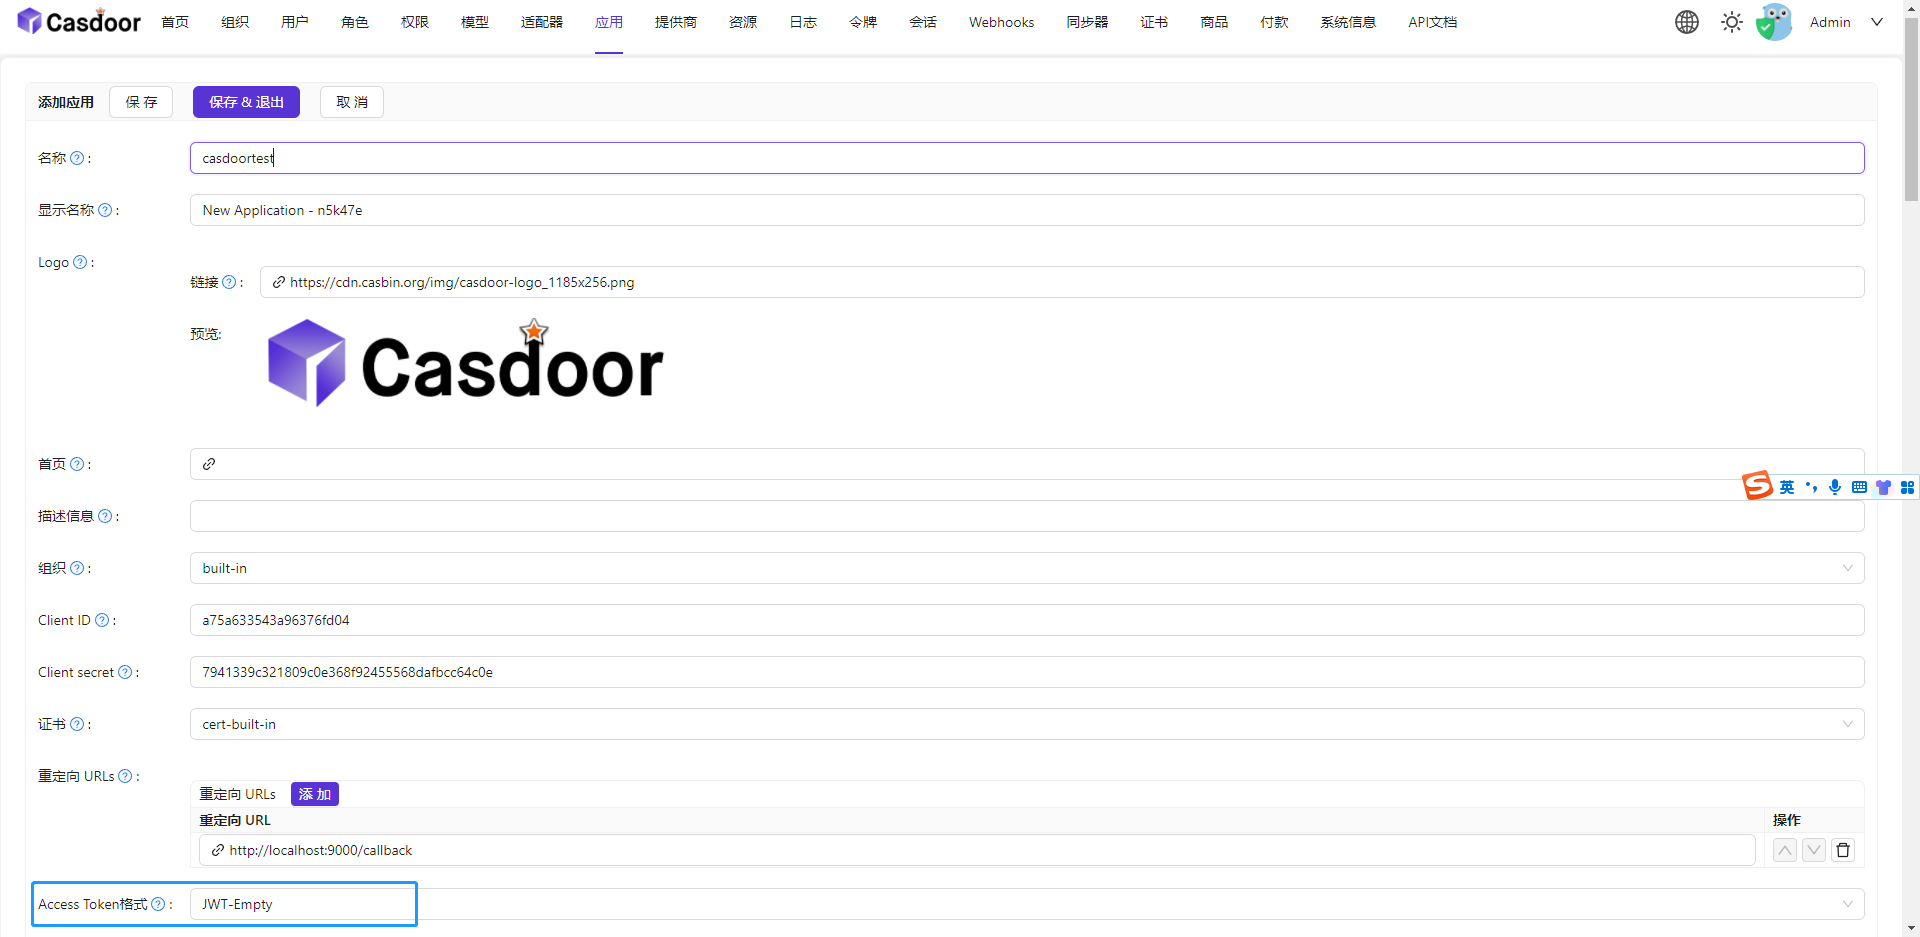 Casdoor 首页 组织 用户 角色 权限 模型 适配器 应用 提供商 资源 日志 令牌 会话 Webhooks 同步器 证书 商品 付款 系统信息 API文档 Admin
添加应用 保 存 保存 & 退出 取 消
名称 ? : casdoortest
显示名称 ? : New Application - n5k47e
Logo ? :
链接 ? : https://cdn.casbin.org/img/casdoor-logo_1185x256.png
预览:
Casdoor
首页 ? :
S 英 •,
描述信息 ? :
组织 ? : built-in
Client ID ? : a75a633543a96376fd04
Client secret ? : 7941339c321809c0e368f92455568dafbcc64c0e
证书 ? : cert-built-in
重定向 URLs ? :
重定向 URLs 添 加
重定向 URL 操作
http://localhost:9000/callback
Access Token格式 ? : JWT-Empty